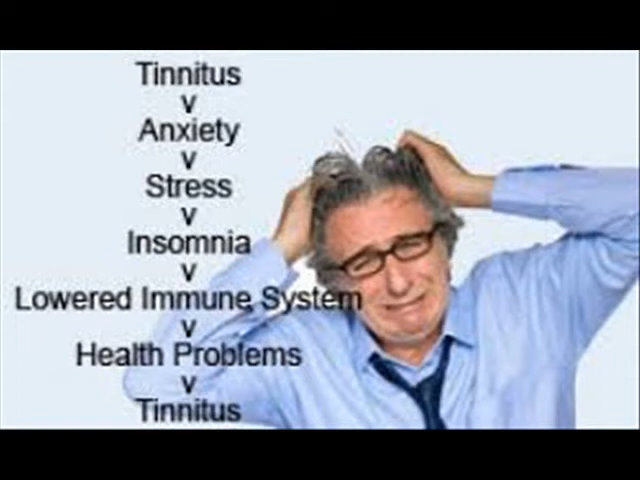 Tinnitus
v
Anxiety
v
Stress
v
Insomnia
v
Lowered Immune System
v
Health Problems
v
Tinnitus